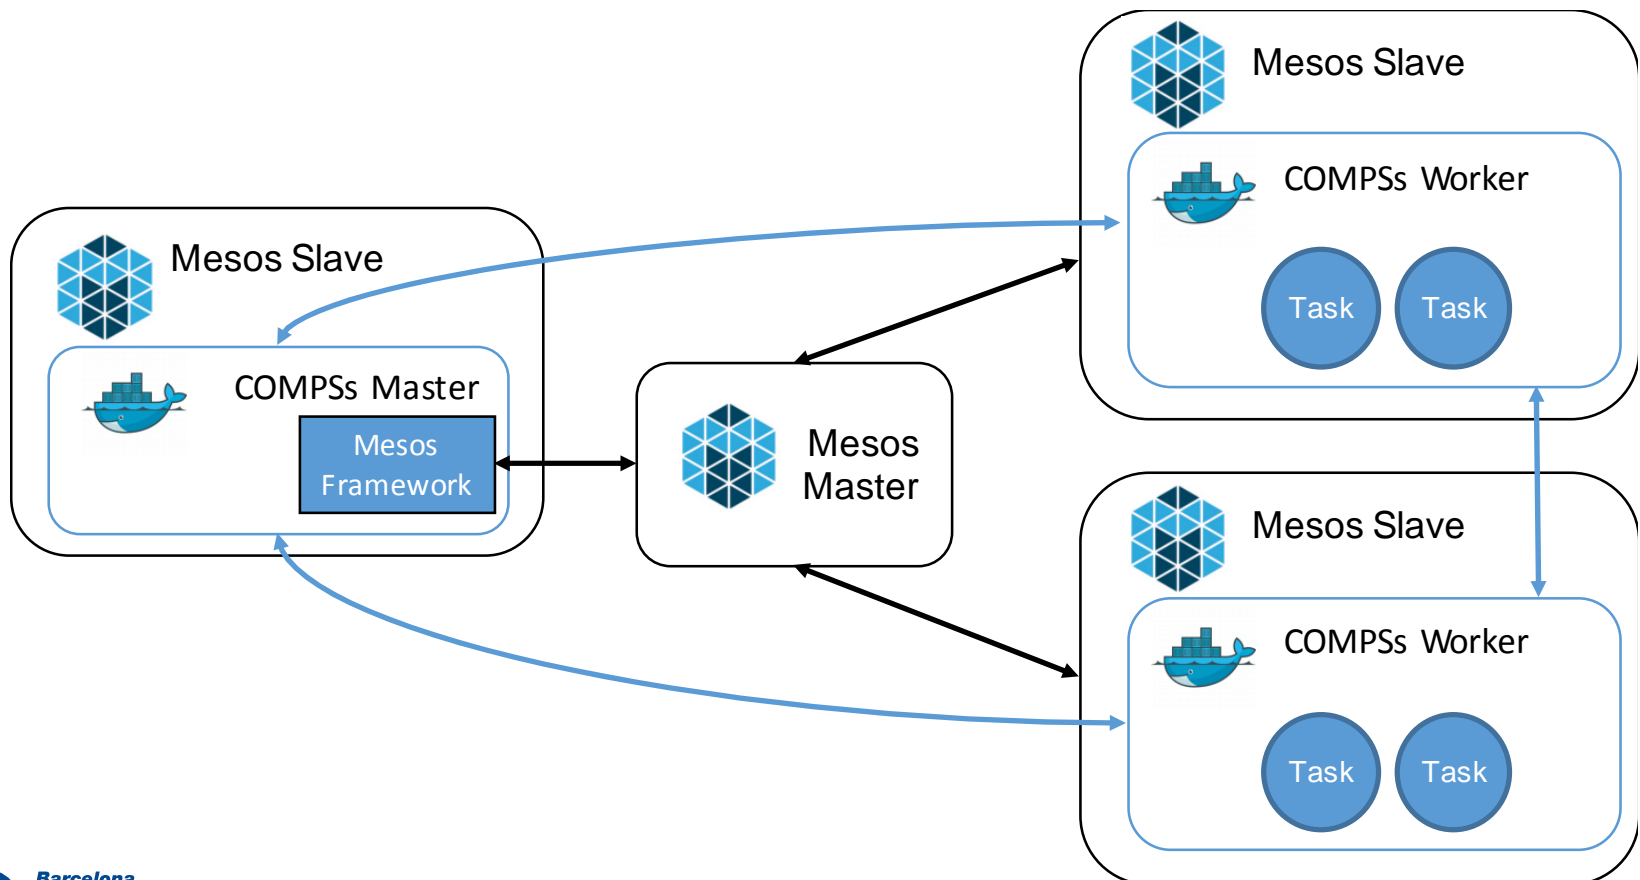 Mesos Slave
COMPSs Master
Mesos
Framework
Mesos
Master
Mesos Slave
COMPSs Worker
Task
Task
Mesos Slave
COMPSs Worker
Task
Task
Barcelona